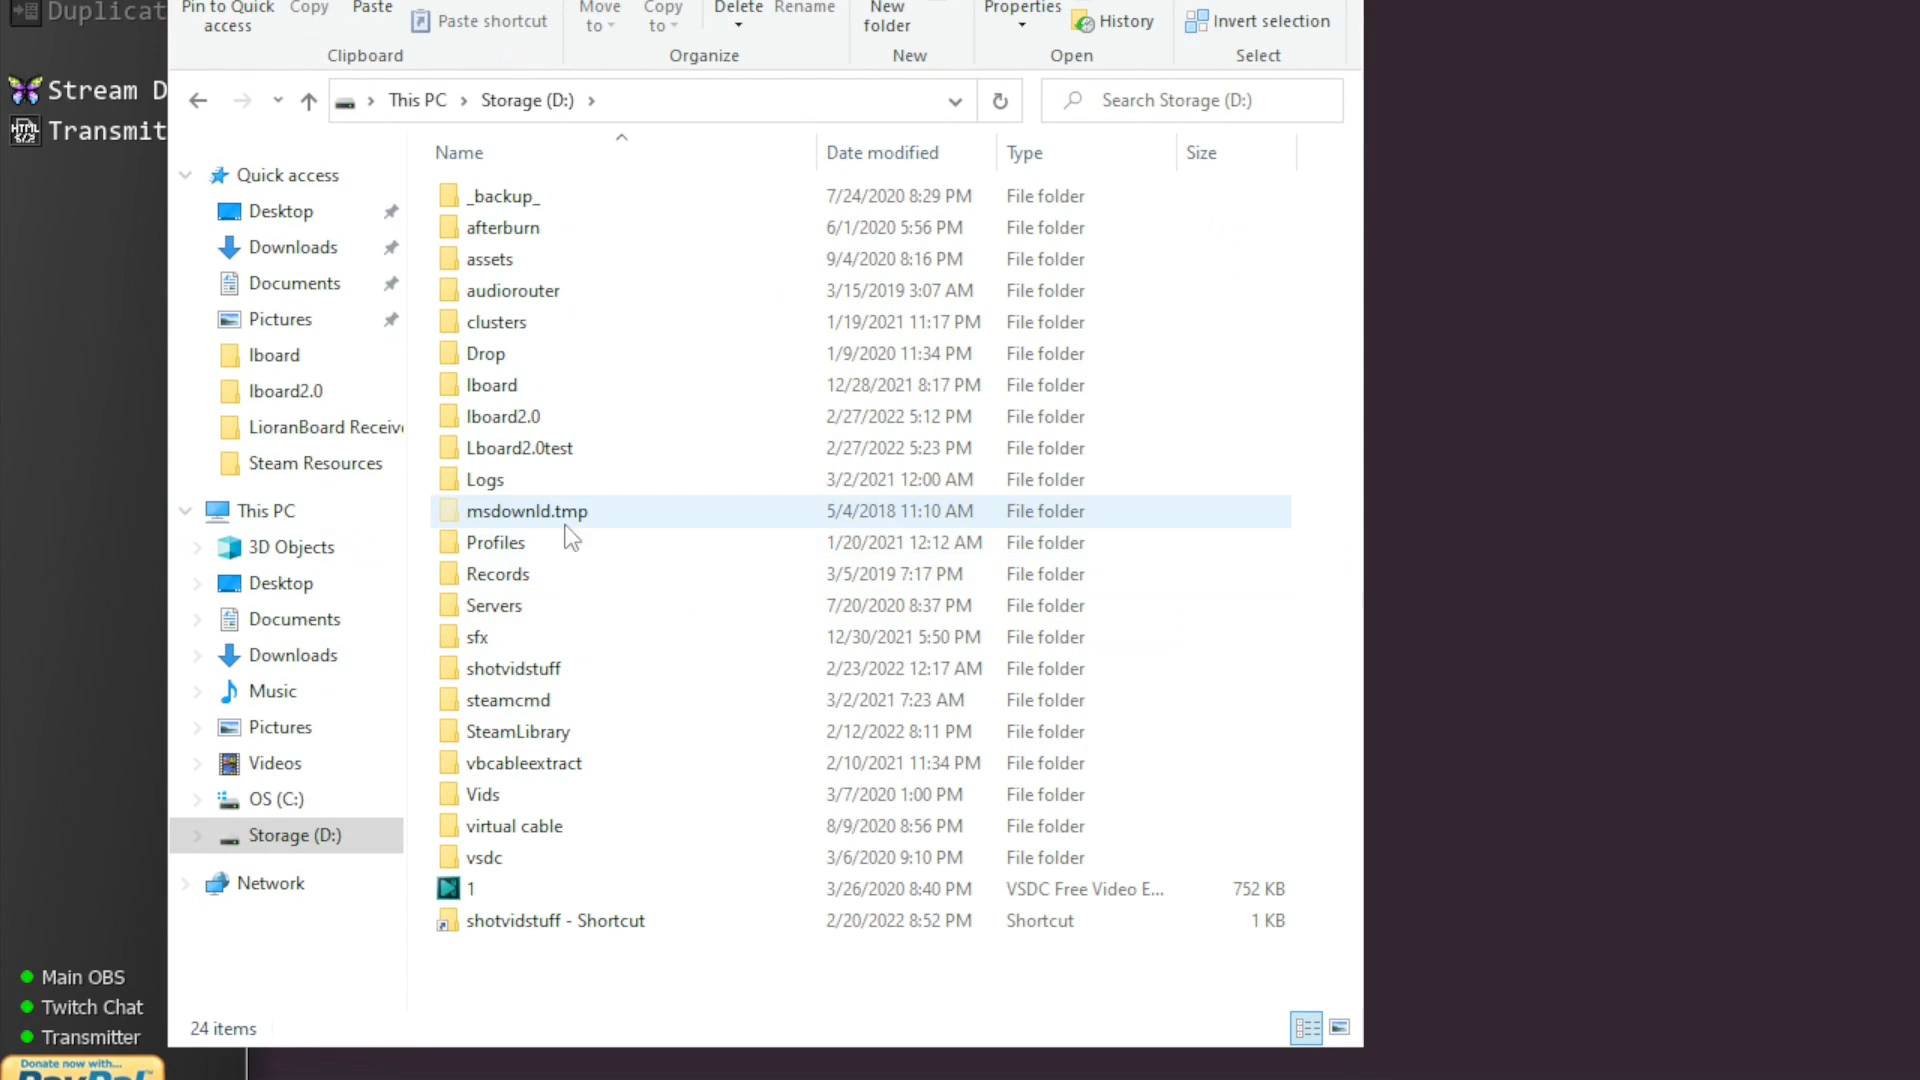 Duplicat
Stream D
Transmit
Pin to Quick access
Copy
Paste
Paste shortcut
Clipboard
Move to
Copy to
Delete
Rename
Organize
New folder
New
Properties
History
Open
Invert selection
Select
This PC > Storage (D:) >
Search Storage (D:)
Name Date modified Type Size
Quick access
Desktop
Downloads
Documents
Pictures
lboard
lboard2.0
LioranBoard Receive
Steam Resources
This PC
3D Objects
Desktop
Documents
Downloads
Music
Pictures
Videos
OS (C:)
Storage (D:)
Network
_backup_ 7/24/2020 8:29 PM File folder
afterburn 6/1/2020 5:56 PM File folder
assets 9/4/2020 8:16 PM File folder
audiorouter 3/15/2019 3:07 AM File folder
clusters 1/19/2021 11:17 PM File folder
Drop 1/9/2020 11:34 PM File folder
lboard 12/28/2021 8:17 PM File folder
lboard2.0 2/27/2022 5:12 PM File folder
Lboard2.0test 2/27/2022 5:23 PM File folder
Logs 3/2/2021 12:00 AM File folder
msdownld.tmp 5/4/2018 11:10 AM File folder
Profiles 1/20/2021 12:12 AM File folder
Records 3/5/2019 7:17 PM File folder
Servers 7/20/2020 8:37 PM File folder
sfx 12/30/2021 5:50 PM File folder
shotvidstuff 2/23/2022 12:17 AM File folder
steamcmd 3/2/2021 7:23 AM File folder
SteamLibrary 2/12/2022 8:11 PM File folder
vbcableextract 2/10/2021 11:34 PM File folder
Vids 3/7/2020 1:00 PM File folder
virtual cable 8/9/2020 8:56 PM File folder
vsdc 3/6/2020 9:10 PM File folder
1 3/26/2020 8:40 PM VSDC Free Video E... 752 KB
shotvidstuff - Shortcut 2/20/2022 8:52 PM Shortcut 1 KB
24 items
Main OBS
Twitch Chat
Transmitter
Donate now with...
PayPal